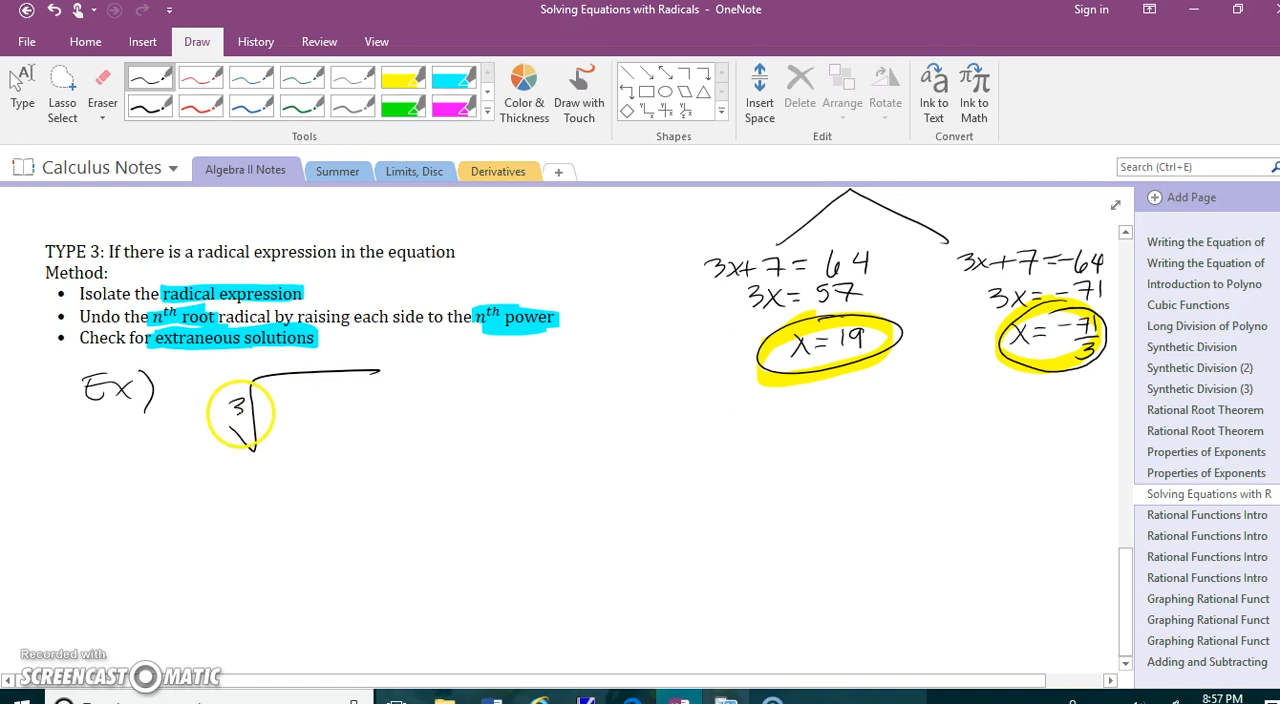 Solving Equations with Radicals - OneNote
Sign in
File Home Insert Draw History Review View
Type
Lasso Select
Eraser
Color & Thickness
Draw with Touch
Insert Space
Delete
Arrange
Rotate
Ink to Text
Ink to Math
Tools
Shapes
Edit
Convert
Calculus Notes
Algebra II Notes
Summer
Limits, Disc
Derivatives
Search (Ctrl+E)
Add Page
TYPE 3: If there is a radical expression in the equation
Method:
• Isolate the radical expression
• Undo the nth root radical by raising each side to the nth power
• Check for extraneous solutions
Ex)
3√
3x+7 = 64
3x = 57
x = 19
3x+7 = -64
3x = -71
x = -71/3
Writing the Equation of
Writing the Equation of
Introduction to Polyno
Cubic Functions
Long Division of Polyno
Synthetic Division
Synthetic Division (2)
Synthetic Division (3)
Rational Root Theorem
Rational Root Theorem
Properties of Exponents
Properties of Exponents
Solving Equations with R
Rational Functions Intro
Rational Functions Intro
Rational Functions Intro
Rational Functions Intro
Graphing Rational Funct
Graphing Rational Funct
Graphing Rational Funct
Adding and Subtracting
Recorded with
SCREENCAST-O-MATIC
8:57 PM